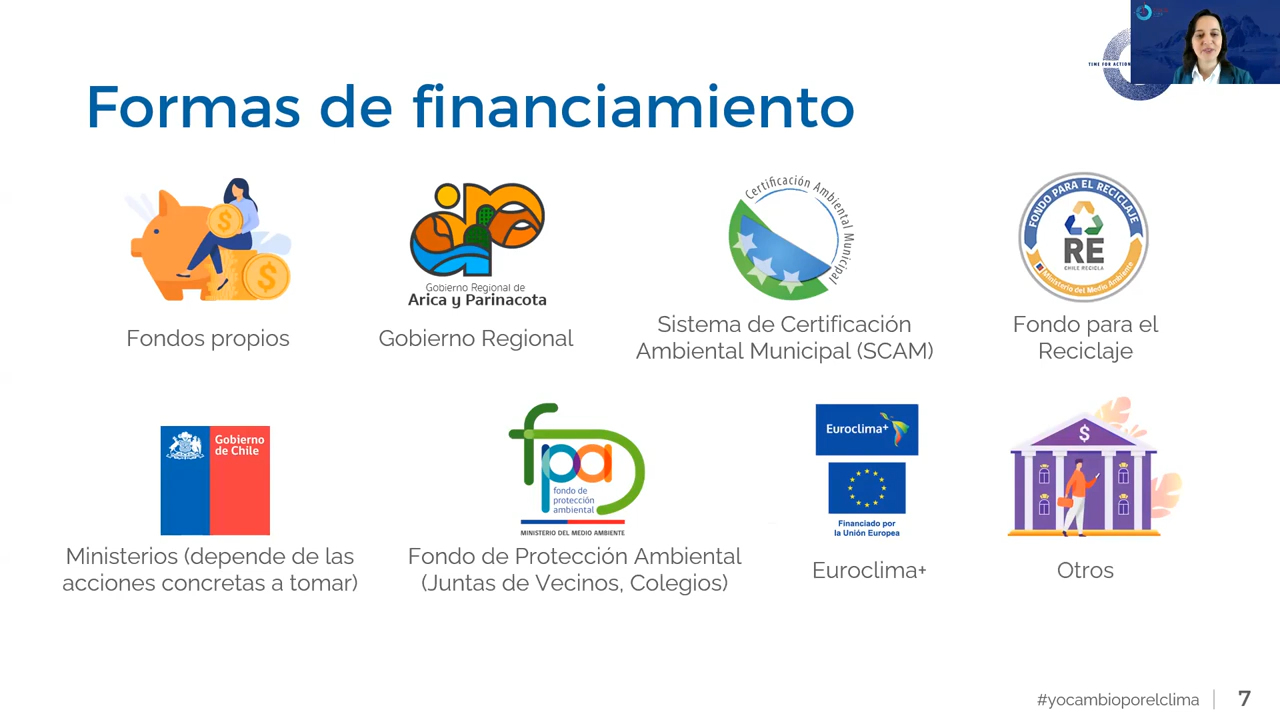 TIME FOR ACTION
Formas de financiamiento
$
$
Gobierno Regional de
Arica y Parinacota
Certificación Ambiental Municipal
FONDO PARA EL RECICLAJE
RE
CHILE RECICLA
Ministerio del Medio Ambiente
Fondos propios
Gobierno Regional
Sistema de Certificación
Ambiental Municipal (SCAM)
Fondo para el
Reciclaje
Gobierno
de Chile
fpa
fondo de
protección
ambiental
MINISTERIO DEL MEDIO AMBIENTE
Euroclima+
Financiado por
la Unión Europea
$
Ministerios (depende de las
acciones concretas a tomar)
Fondo de Protección Ambiental
(Juntas de Vecinos, Colegios)
Euroclima+
Otros
#yocambioporelclima
7